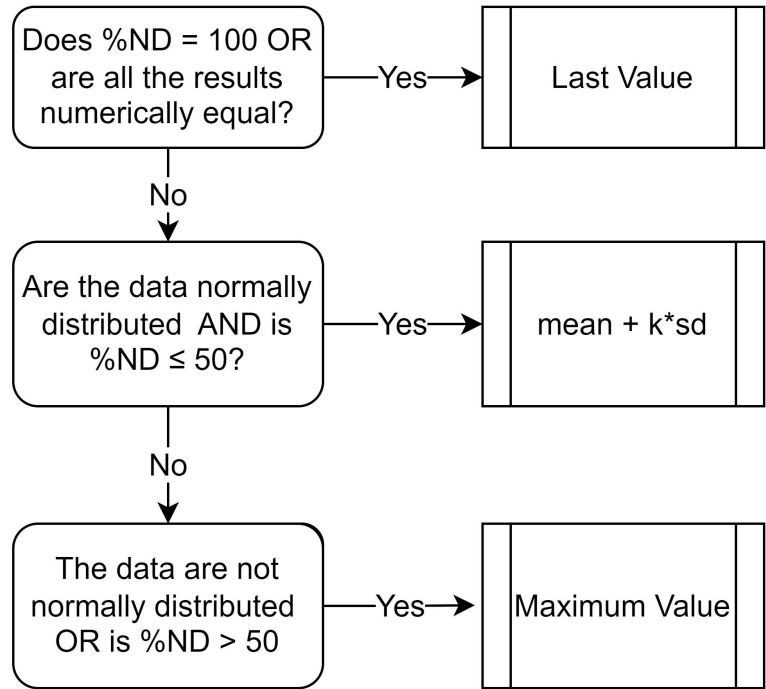 Does %ND = 100 OR
are all the results
numerically equal?
Yes
Last Value
No
Are the data normally
distributed AND is
%ND ≤ 50?
Yes
mean + k*sd
No
The data are not
normally distributed
OR is %ND > 50
Yes
Maximum Value